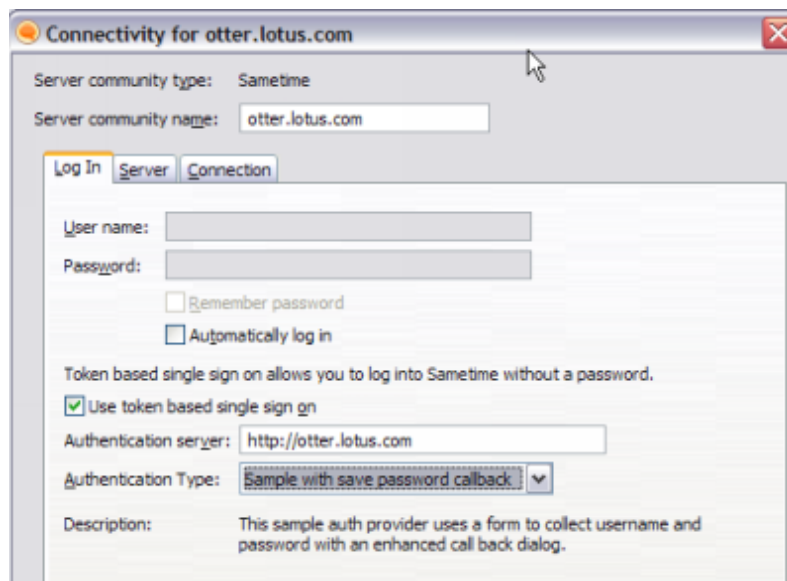 Connectivity for otter.lotus.com
Server community type: Sametime
Server community name: otter.lotus.com
Log In Server Connection
User name:
Password:
Remember password
Automatically log in
Token based single sign on allows you to log into Sametime without a password.
Use token based single sign on
Authentication server: http://otter.lotus.com
Authentication Type: Sample with save password callback
Description: This sample auth provider uses a form to collect username and
password with an enhanced call back dialog.